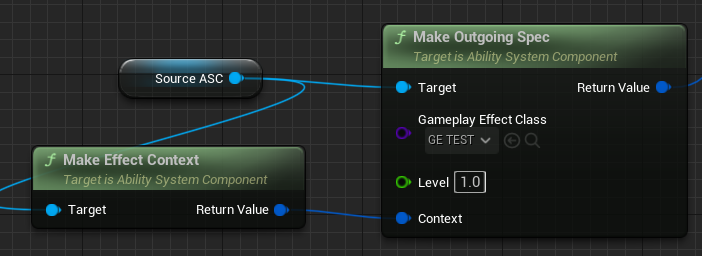 Source ASC
f Make Effect Context
Target is Ability System Component
Target
Return Value
f Make Outgoing Spec
Target is Ability System Component
Target
Return Value
Gameplay Effect Class
GE TEST
Level 1.0
Context